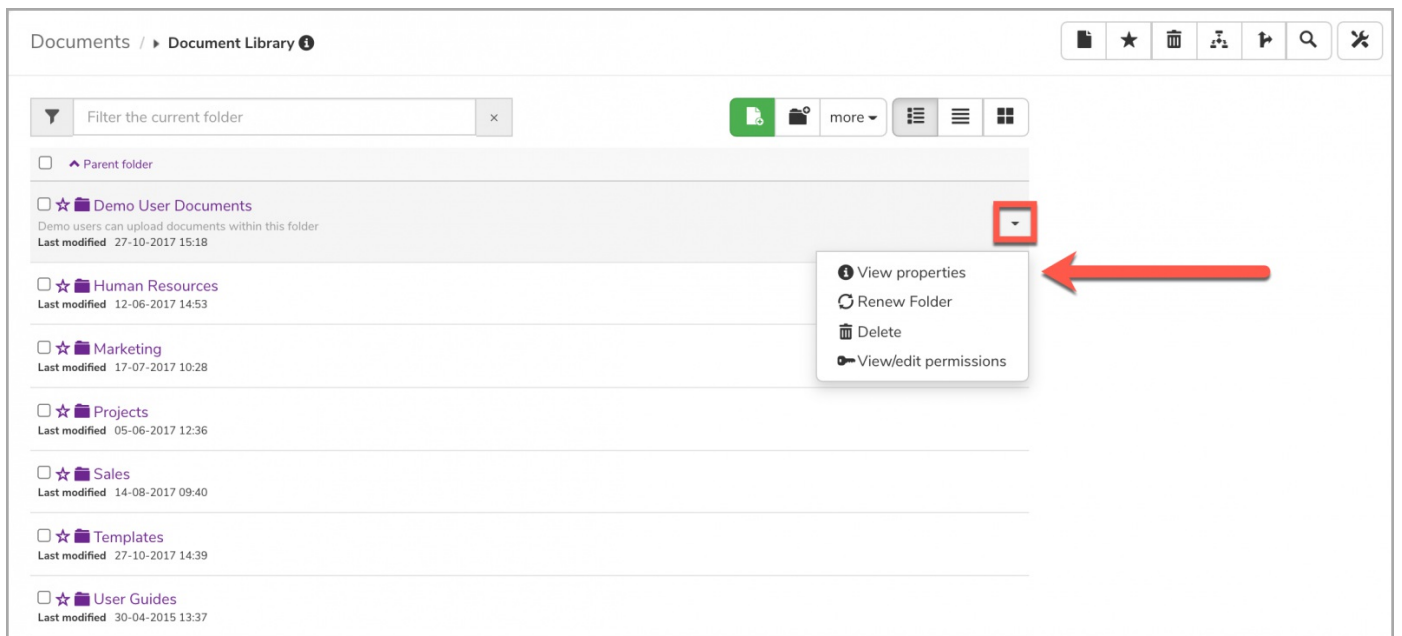 Documents / Document Library
Filter the current folder ×
more
Parent folder
Demo User Documents
Demo users can upload documents within this folder
Last modified 27-10-2017 15:18
View properties
Renew Folder
Delete
View/edit permissions
Human Resources
Last modified 12-06-2017 14:53
Marketing
Last modified 17-07-2017 10:28
Projects
Last modified 05-06-2017 12:36
Sales
Last modified 14-08-2017 09:40
Templates
Last modified 27-10-2017 14:39
User Guides
Last modified 30-04-2015 13:37